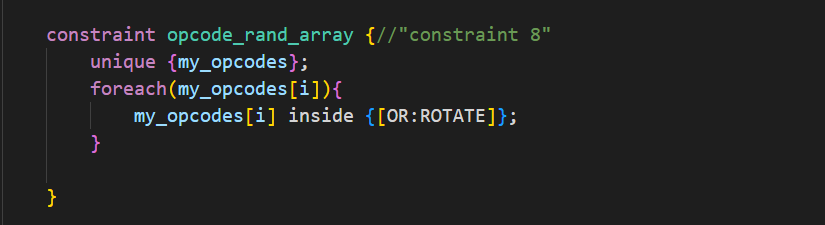 constraint opcode_rand_array {//"constraint 8"
unique {my_opcodes};
foreach(my_opcodes[i]){
my_opcodes[i] inside {[OR:ROTATE]};
}
}